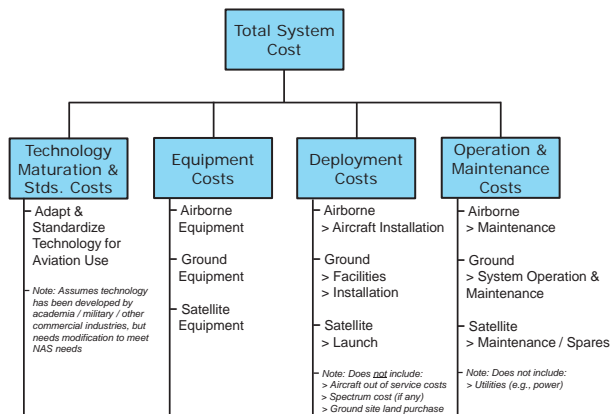 Total System
Cost
Technology
Maturation &
Stds. Costs
Adapt &
Standardize
Technology for
Aviation Use
Note: Assumes technology
has been developed by
academia / military / other
commercial industries, but
needs modification to meet
NAS needs
Equipment
Costs
Airborne
Equipment
Ground
Equipment
Satellite
Equipment
Deployment
Costs
Airborne
> Aircraft Installation
Ground
> Facilities
> Installation
Satellite
> Launch
Note: Does not include:
> Aircraft out of service costs
> Spectrum cost (if any)
> Ground site land purchase
Operation &
Maintenance
Costs
Airborne
> Maintenance
Ground
> System Operation &
Maintenance
Satellite
> Maintenance / Spares
Note: Does not include:
> Utilities (e.g., power)